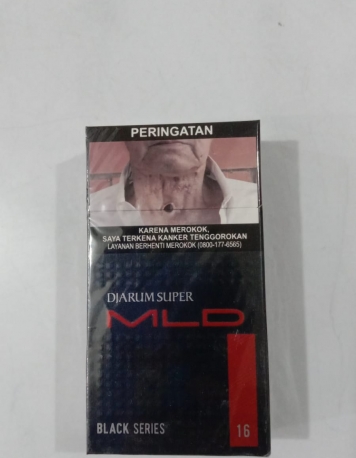 PERINGATAN
KARENA MEROKOK,
SAYA TERKENA KANKER TENGGOROKAN
LAYANAN BERHENTI MEROKOK (0800-177-6565)
DJARUM SUPER
MLD
BLACK SERIES
16